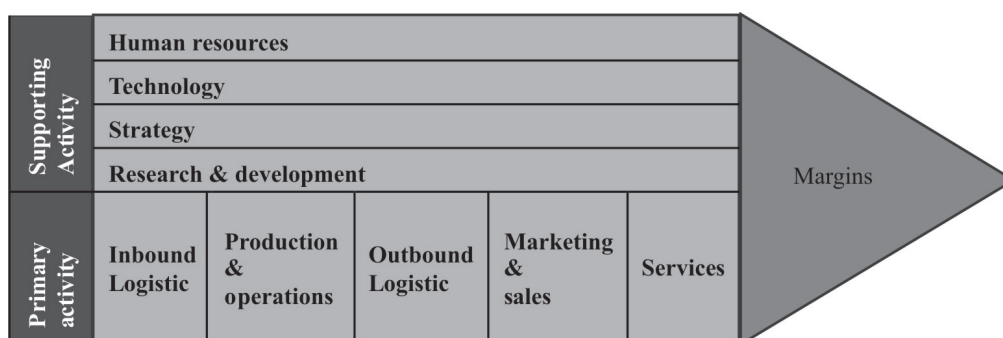 Supporting
Activity
Human resources
Technology
Strategy
Research & development
Margins
Primary
activity
Inbound
Logistic
Production
&
operations
Outbound
Logistic
Marketing
&
sales
Services